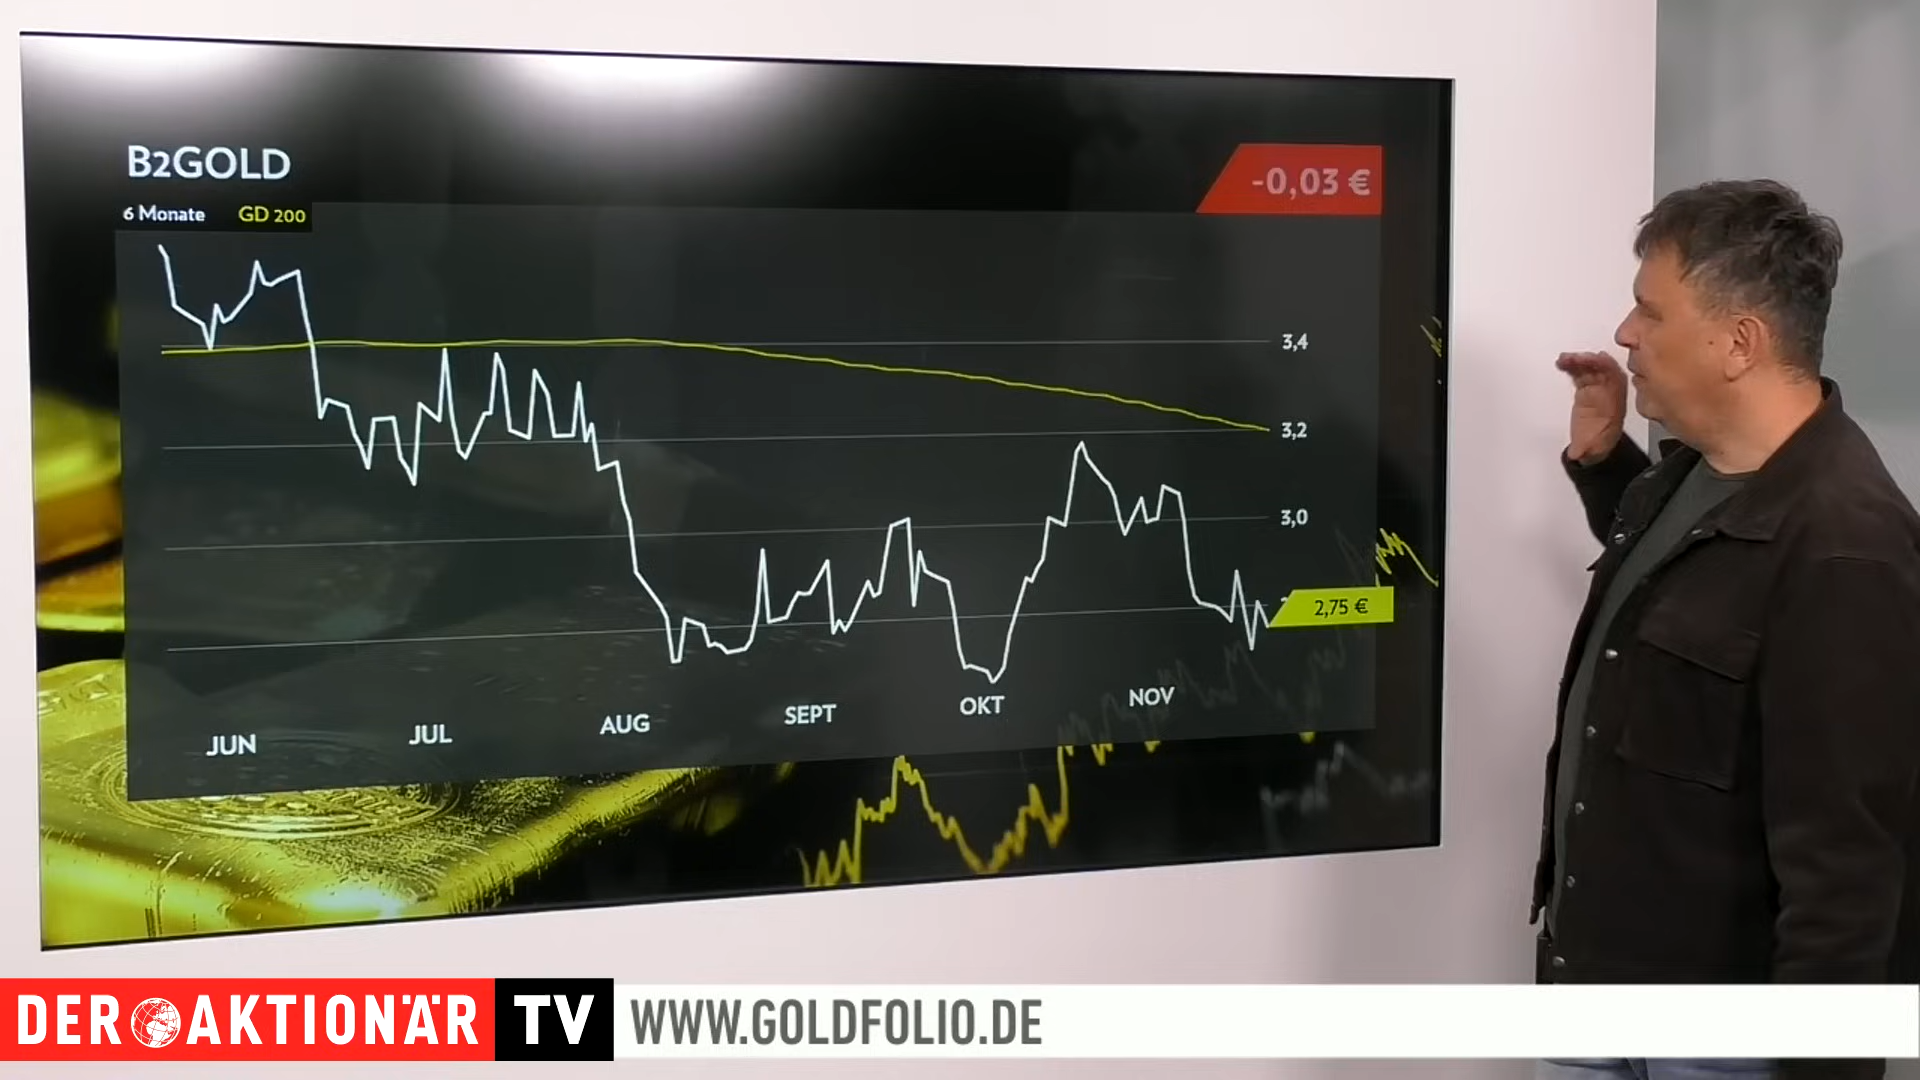 B2GOLD
-0,03 €
6 Monate GD 200
3,4
3,2
3,0
2,75 €
JUN JUL AUG SEPT OKT NOV
DER AKTIONÄR TV WWW.GOLDFOLIO.DE